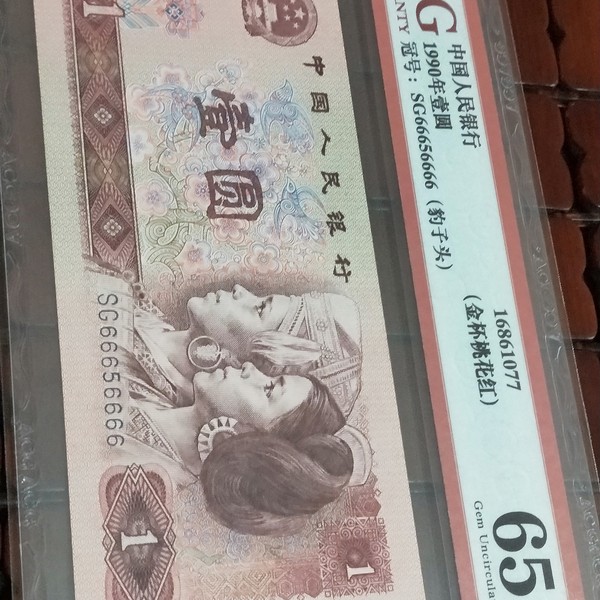 中国人民银行
壹圆
SG66656666
1
1
1
G
NTY
中国人民银行
1990年壹圆
冠号：SG66656666（豹子头）
16861077
（金杯桃花红）
65
Gem Uncircula